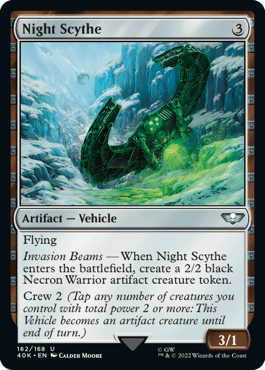 Night Scythe 3
Artifact — Vehicle
Flying
Invasion Beams — When Night Scythe
enters the battlefield, create a 2/2 black
Necron Warrior artifact creature token.
Crew 2 (Tap any number of creatures you
control with total power 2 or more: This
Vehicle becomes an artifact creature until
end of turn.)
3/1
162/168 U
40K • EN CALDER MOORE
© GW
™ & © 2022 Wizards of the Coast